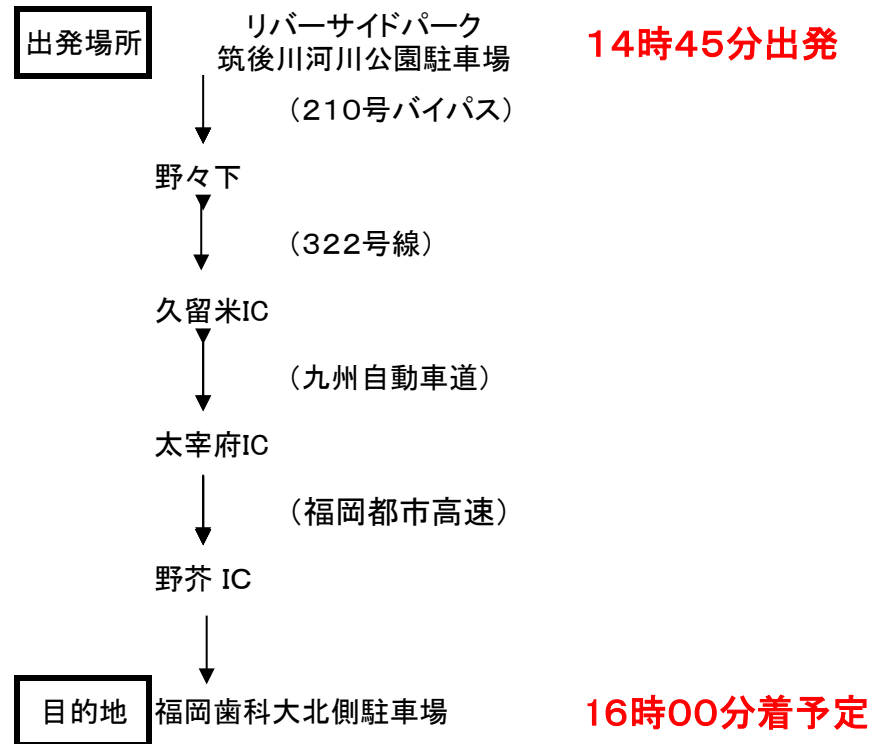 出発場所
リバーサイドパーク
筑後川河川公園駐車場
14時45分出発
（210号バイパス）
野々下
（322号線）
久留米IC
（九州自動車道）
太宰府IC
（福岡都市高速）
野芥 IC
目的地
福岡歯科大北側駐車場
16時00分着予定